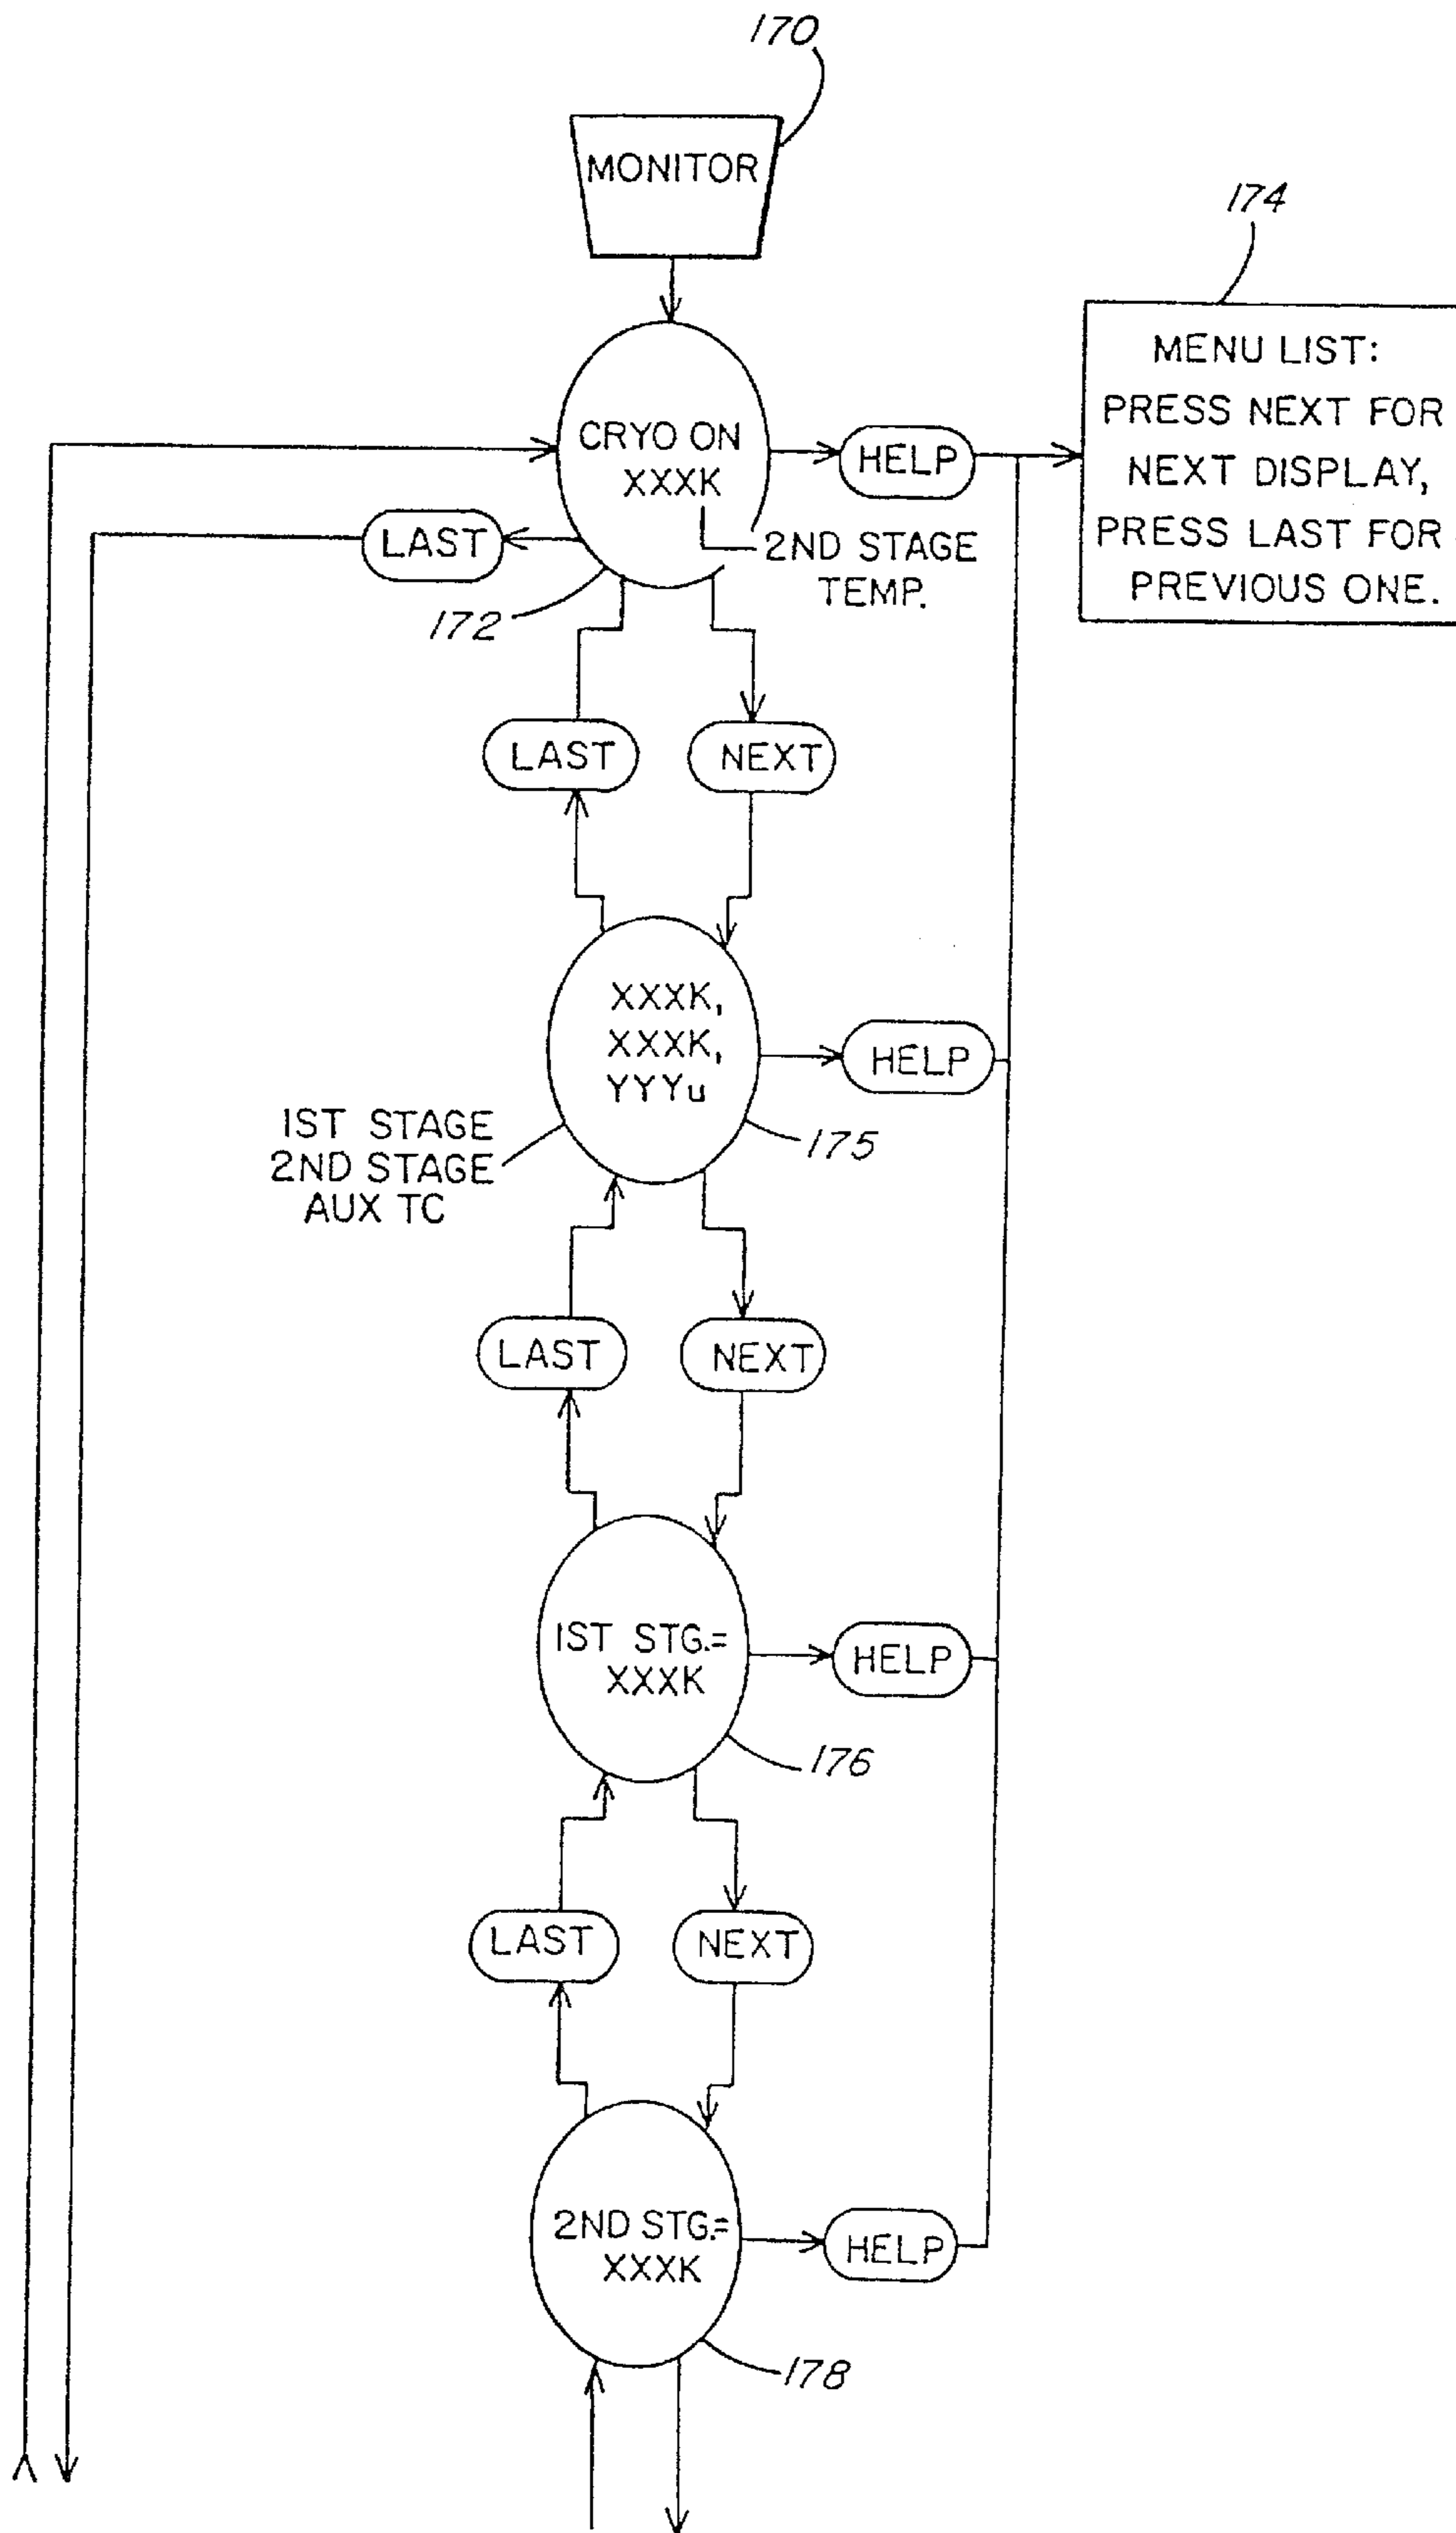 170
MONITOR
174
MENU LIST:
PRESS NEXT FOR
NEXT DISPLAY,
PRESS LAST FOR
PREVIOUS ONE.
CRYO ON
XXXK
HELP
LAST
2ND STAGE
TEMP.
172
LAST
NEXT
XXXK,
XXXK,
YYYu
HELP
1ST STAGE
2ND STAGE
AUX TC
175
LAST
NEXT
1ST STG.=
XXXK
HELP
176
LAST
NEXT
2ND STG.=
XXXK
HELP
178